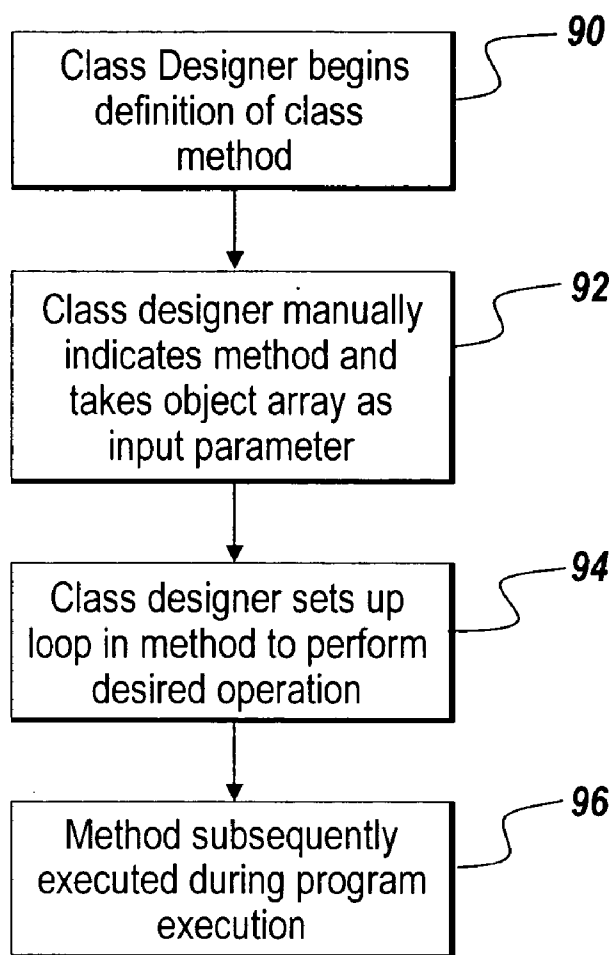 90
Class Designer begins
definition of class
method
92
Class designer manually
indicates method and
takes object array as
input parameter
94
Class designer sets up
loop in method to perform
desired operation
96
Method subsequently
executed during program
execution